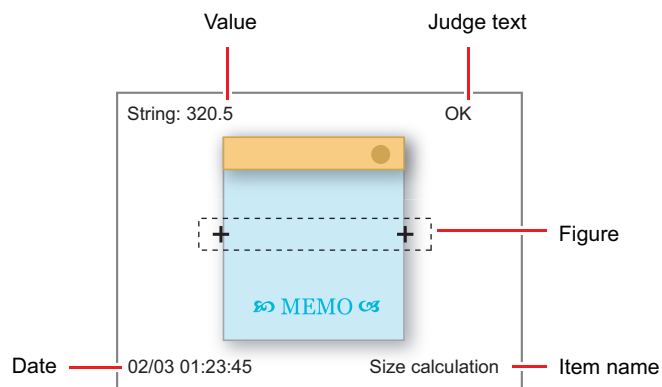 Value
Judge text
String: 320.5
OK
Figure
MEMO
Date
02/03 01:23:45
Size calculation
Item name